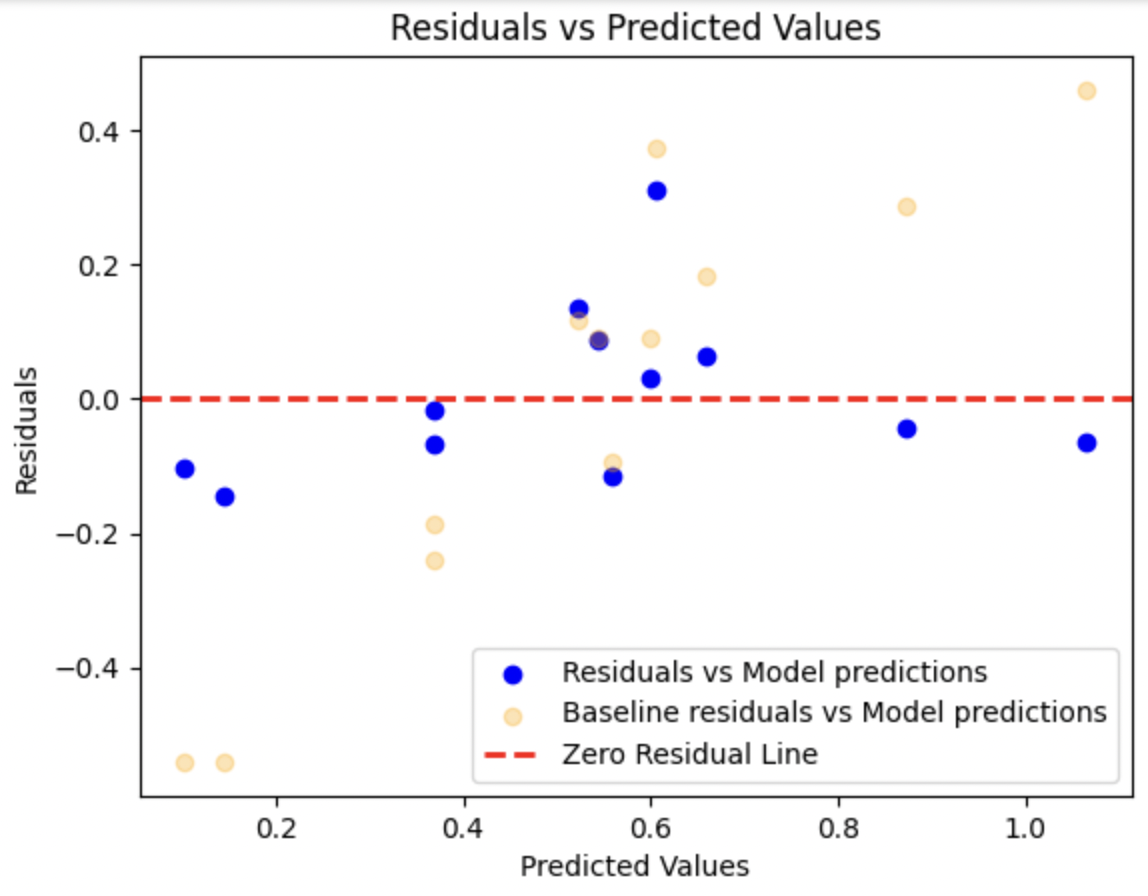 Residuals vs Predicted Values
Residuals
0.4
0.2
0.0
−0.2
−0.4
Residuals vs Model predictions
Baseline residuals vs Model predictions
Zero Residual Line
0.2 0.4 0.6 0.8 1.0
Predicted Values